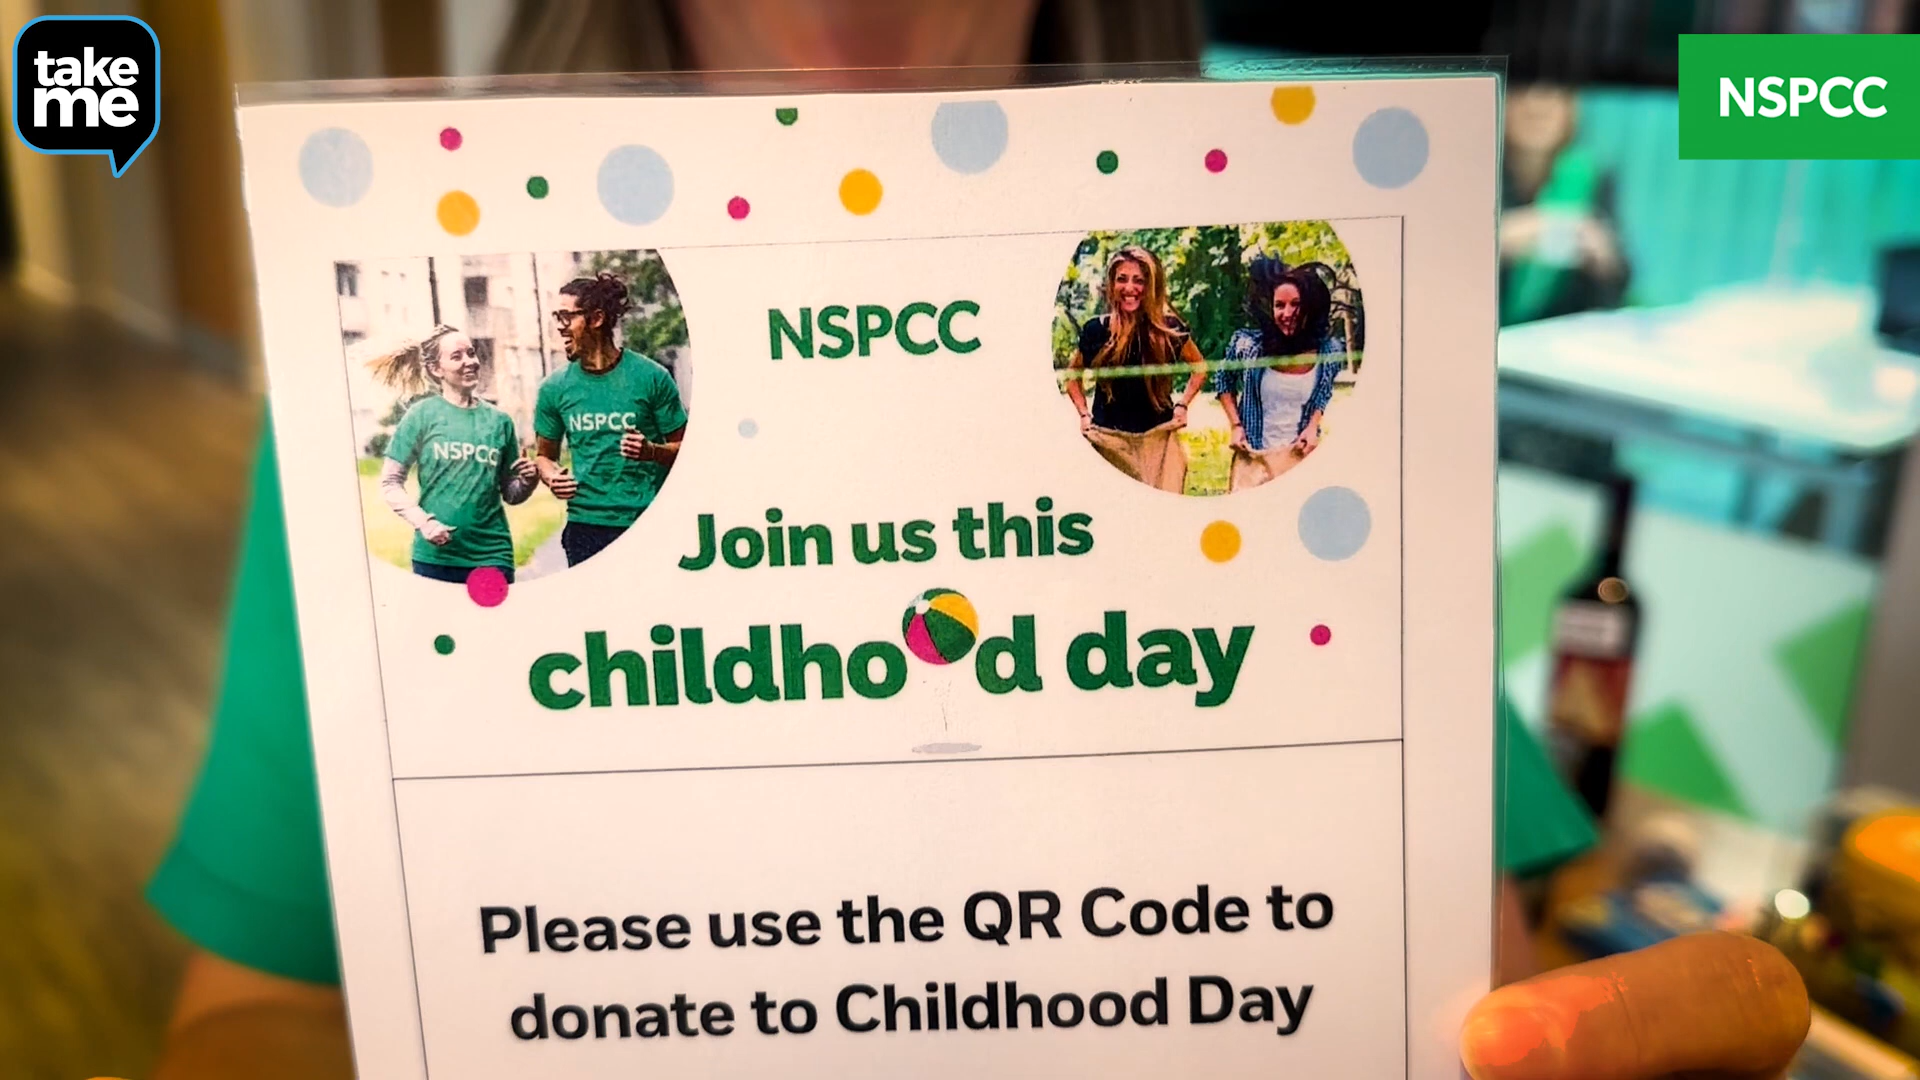 take
me
NSPCC
NSPCC
NSPCC
NSPCC
Join us this
childhood day
Please use the QR Code to
donate to Childhood Day